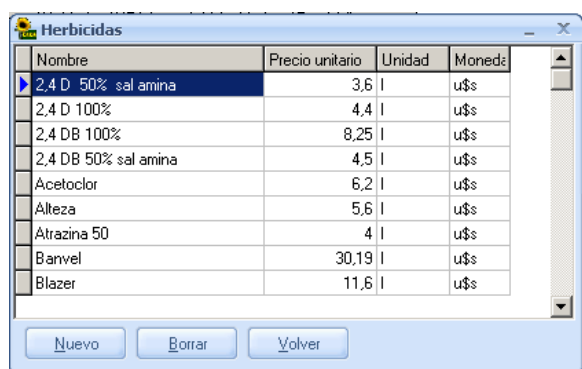 Herbicidas
Nombre Precio unitario Unidad Moneda
2,4 D 50% sal amina 3,6 l u$s
2,4 D 100% 4,4 l u$s
2,4 DB 100% 8,25 l u$s
2,4 DB 50% sal amina 4,5 l u$s
Acetoclor 6,2 l u$s
Alteza 5,6 l u$s
Atrazina 50 4 l u$s
Banvel 30,19 l u$s
Blazer 11,6 l u$s
Nuevo Borrar Volver